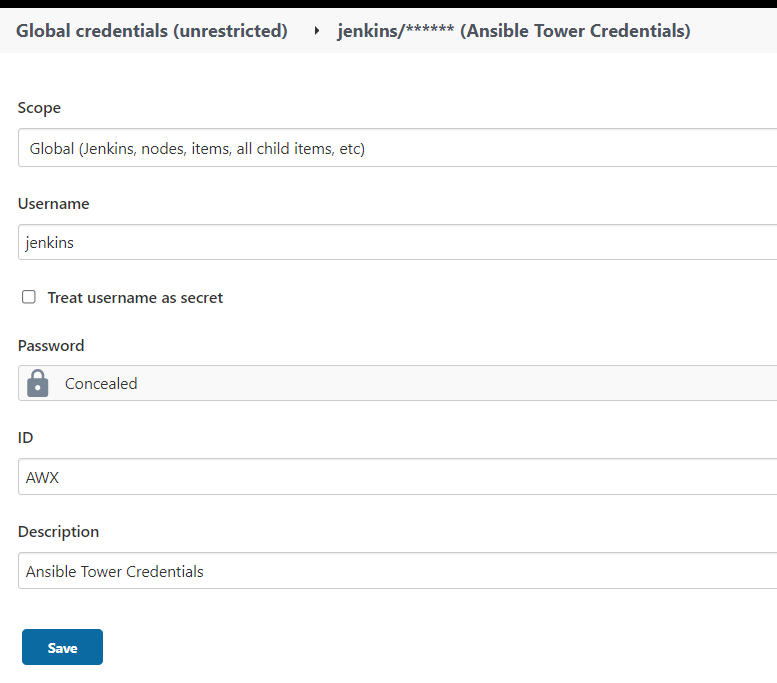 Global credentials (unrestricted) jenkins/****** (Ansible Tower Credentials)
Scope
Global (Jenkins, nodes, items, all child items, etc)
Username
jenkins
Treat username as secret
Password
Concealed
ID
AWX
Description
Ansible Tower Credentials
Save